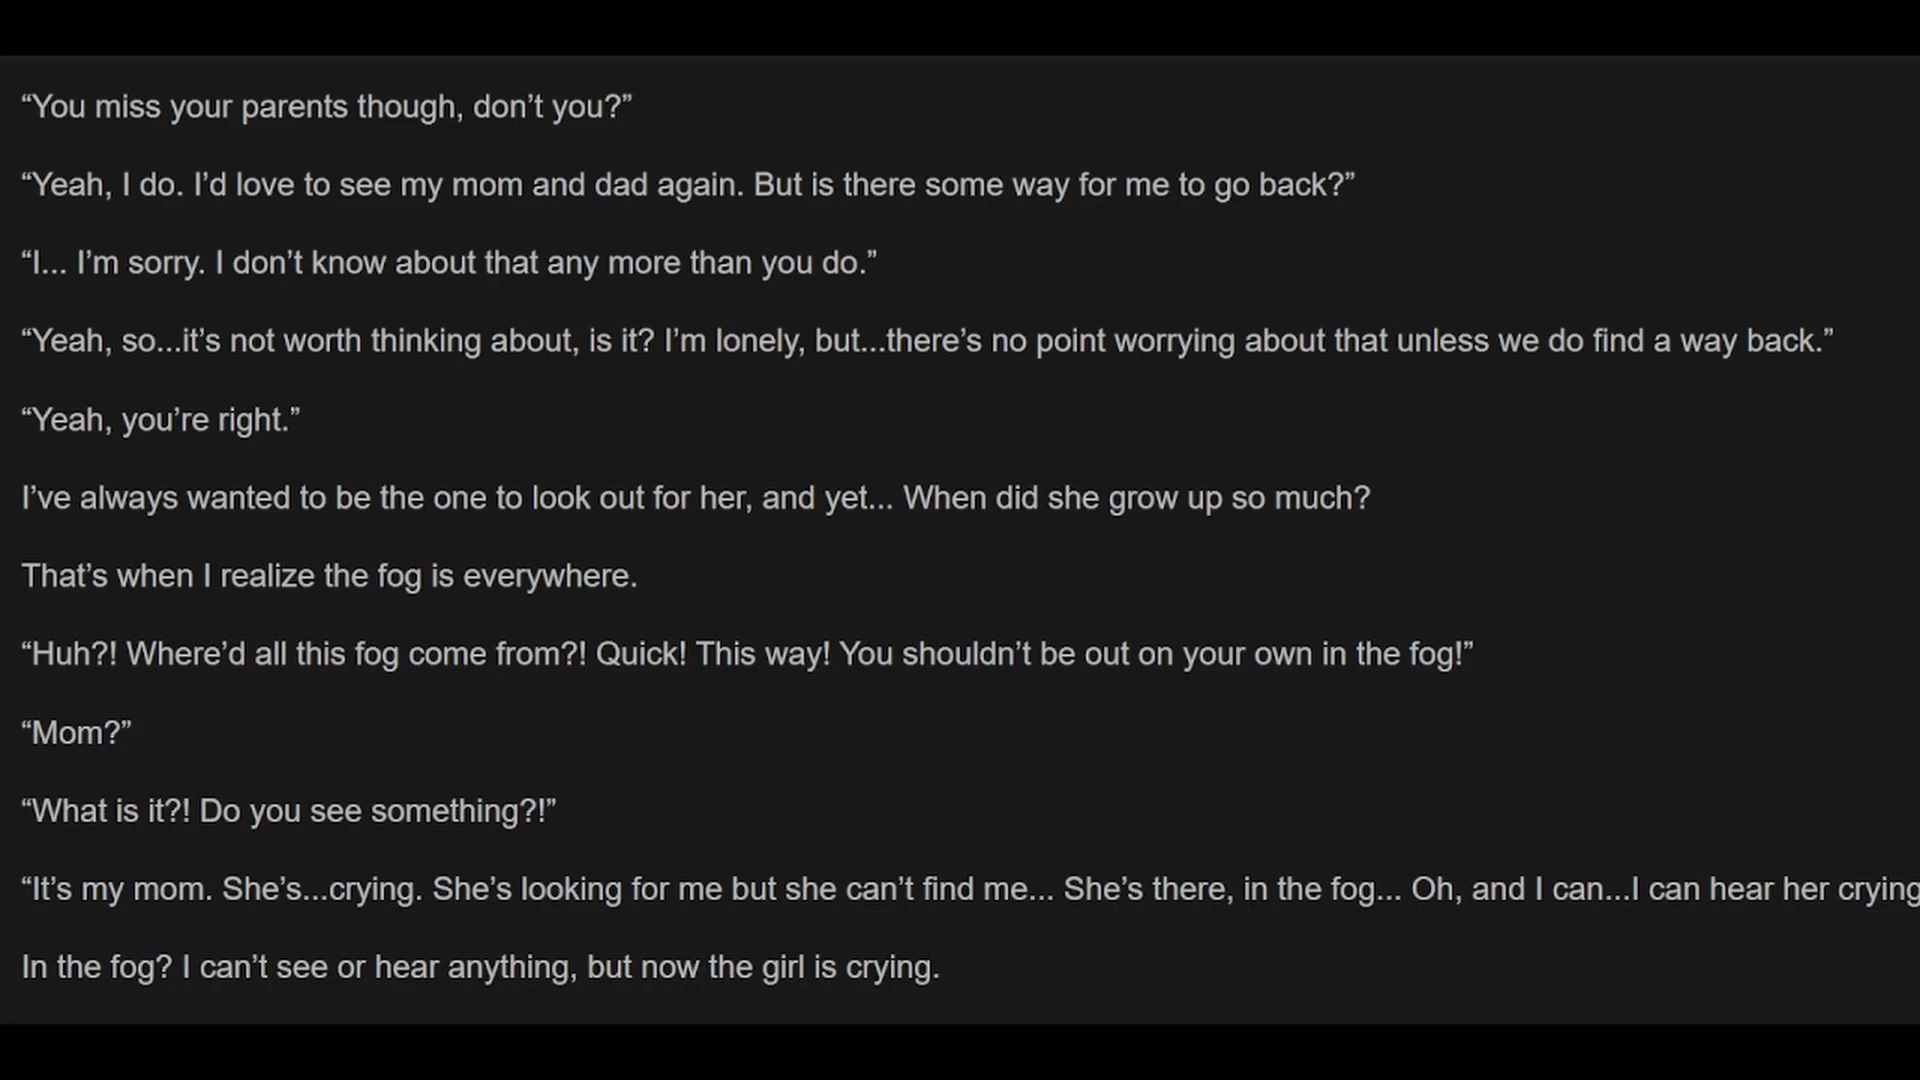 “You miss your parents though, don’t you?”
“Yeah, I do. I’d love to see my mom and dad again. But is there some way for me to go back?”
“I... I’m sorry. I don’t know about that any more than you do.”
“Yeah, so...it’s not worth thinking about, is it? I’m lonely, but...there’s no point worrying about that unless we do find a way back.”
“Yeah, you’re right.”
I’ve always wanted to be the one to look out for her, and yet... When did she grow up so much?
That’s when I realize the fog is everywhere.
“Huh?! Where’d all this fog come from?! Quick! This way! You shouldn’t be out on your own in the fog!”
“Mom?”
“What is it?! Do you see something?!”
“It’s my mom. She’s...crying. She’s looking for me but she can’t find me... She’s there, in the fog... Oh, and I can...I can hear her crying
In the fog? I can’t see or hear anything, but now the girl is crying.